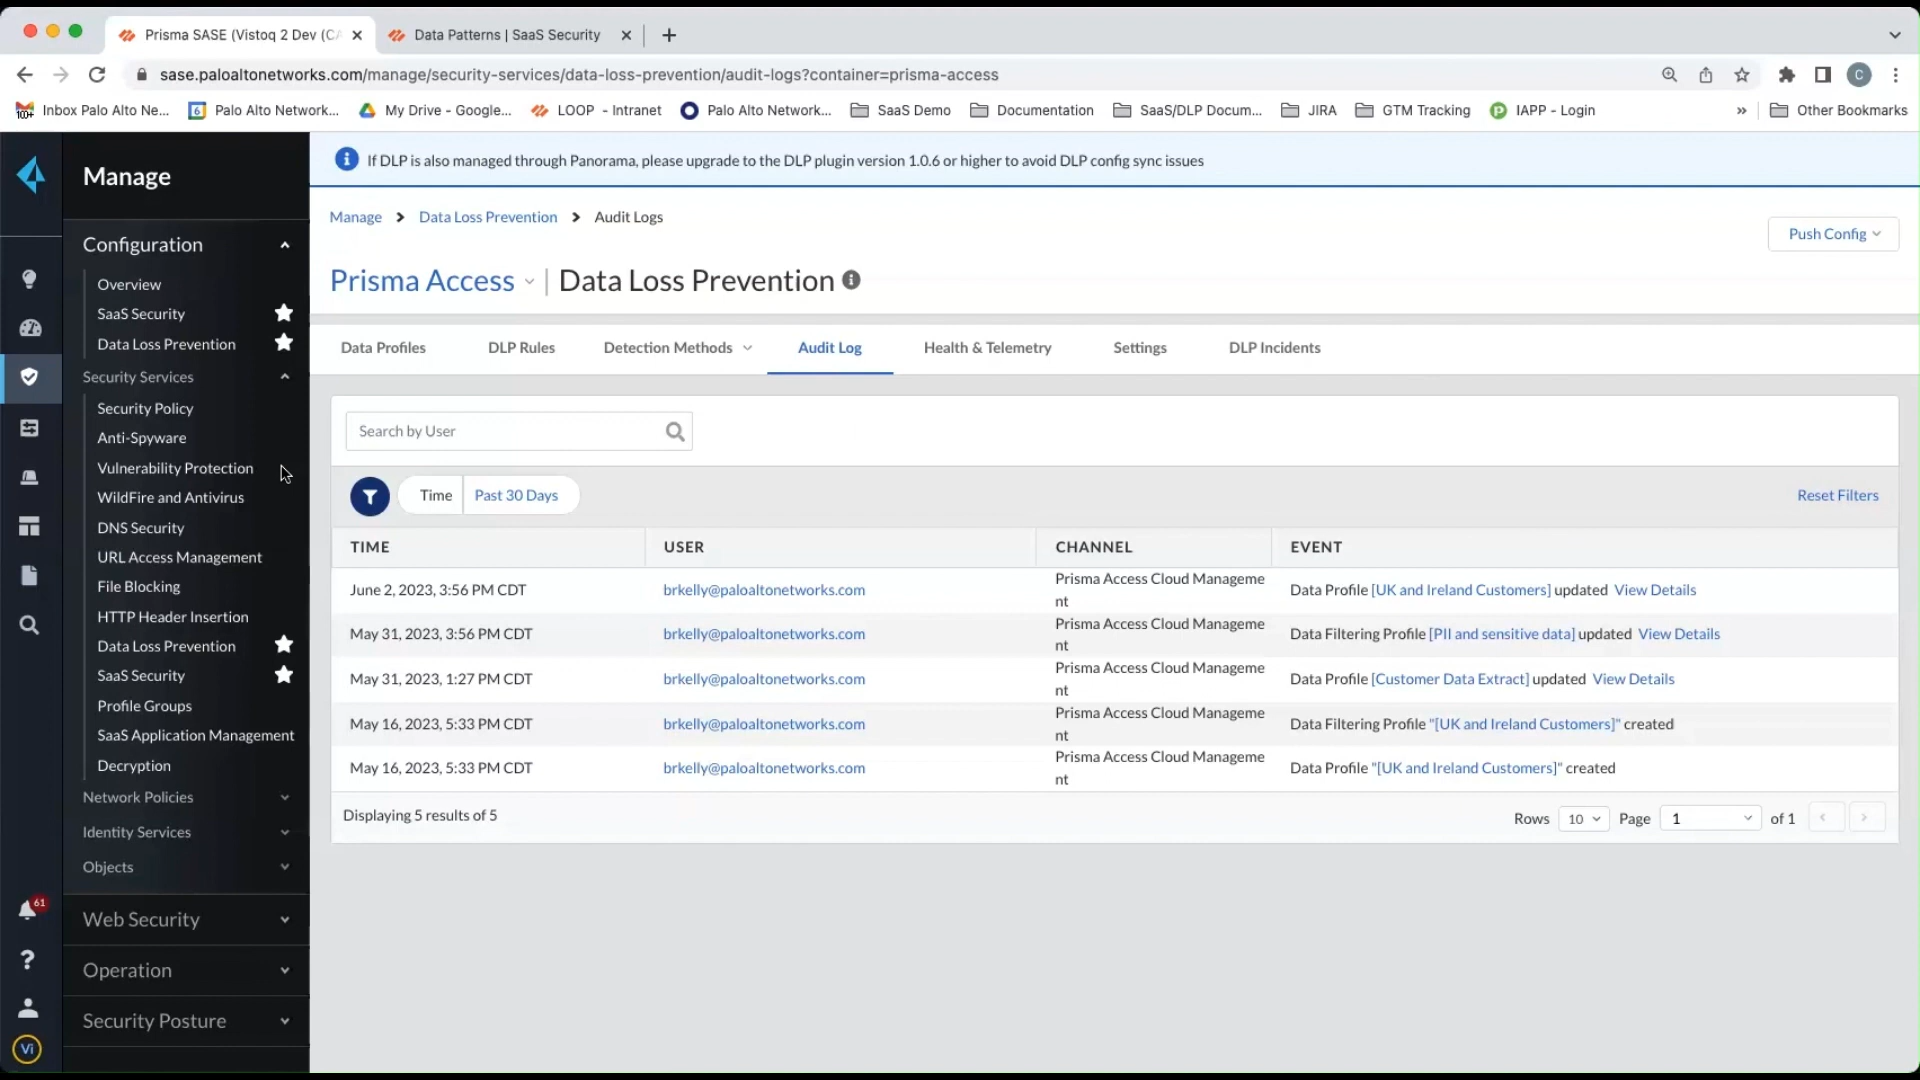 Prisma SASE (Vistoq 2 Dev (CA
Data Patterns | SaaS Security
sase.paloaltonetworks.com/manage/security-services/data-loss-prevention/audit-logs?container=prisma-access
C
100+
Inbox Palo Alto Ne...
6
Palo Alto Network...
My Drive - Google...
LOOP - Intranet
Palo Alto Network...
SaaS Demo
Documentation
SaaS/DLP Docum...
JIRA
GTM Tracking
IAPP - Login
»
Other Bookmarks
Manage
Configuration
Overview
SaaS Security
Data Loss Prevention
Security Services
Security Policy
Anti-Spyware
Vulnerability Protection
WildFire and Antivirus
DNS Security
URL Access Management
File Blocking
HTTP Header Insertion
Data Loss Prevention
SaaS Security
Profile Groups
SaaS Application Management
Decryption
Network Policies
Identity Services
Objects
Web Security
Operation
Security Posture
61
?
Vi
If DLP is also managed through Panorama, please upgrade to the DLP plugin version 1.0.6 or higher to avoid DLP config sync issues
Manage > Data Loss Prevention > Audit Logs
Push Config
Prisma Access | Data Loss Prevention
Data Profiles
DLP Rules
Detection Methods
Audit Log
Health & Telemetry
Settings
DLP Incidents
Search by User
Time
Past 30 Days
Reset Filters
TIME USER CHANNEL EVENT
June 2, 2023, 3:56 PM CDT
brkelly@paloaltonetworks.com
Prisma Access Cloud Manageme
nt
Data Profile [UK and Ireland Customers] updated View Details
May 31, 2023, 3:56 PM CDT
brkelly@paloaltonetworks.com
Prisma Access Cloud Manageme
nt
Data Filtering Profile [PII and sensitive data] updated View Details
May 31, 2023, 1:27 PM CDT
brkelly@paloaltonetworks.com
Prisma Access Cloud Manageme
nt
Data Profile [Customer Data Extract] updated View Details
May 16, 2023, 5:33 PM CDT
brkelly@paloaltonetworks.com
Prisma Access Cloud Manageme
nt
Data Filtering Profile "[UK and Ireland Customers]" created
May 16, 2023, 5:33 PM CDT
brkelly@paloaltonetworks.com
Prisma Access Cloud Manageme
nt
Data Profile "[UK and Ireland Customers]" created
Displaying 5 results of 5
Rows 10 Page 1 of 1